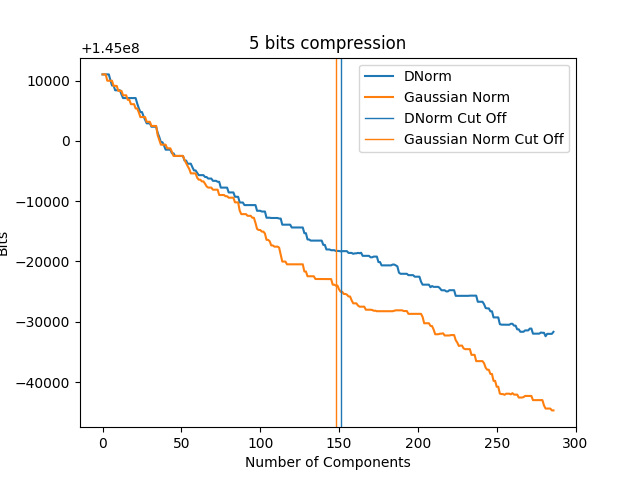 5 bits compression
+1.45e8
10000
0
−10000
−20000
−30000
−40000
Bits
DNorm
Gaussian Norm
DNorm Cut Off
Gaussian Norm Cut Off
0 50 100 150 200 250 300
Number of Components